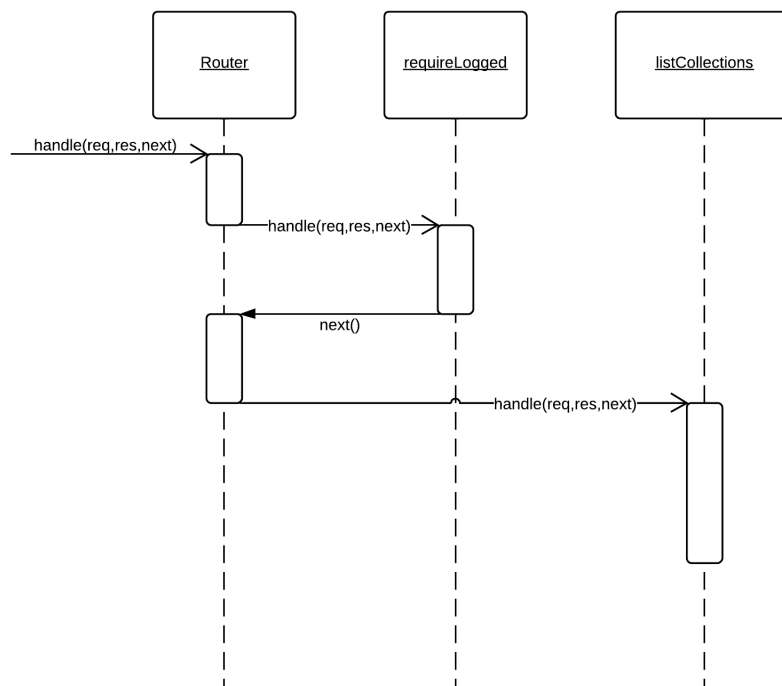 Router
requireLogged
listCollections
handle(req,res,next)
handle(req,res,next)
next()
handle(req,res,next)